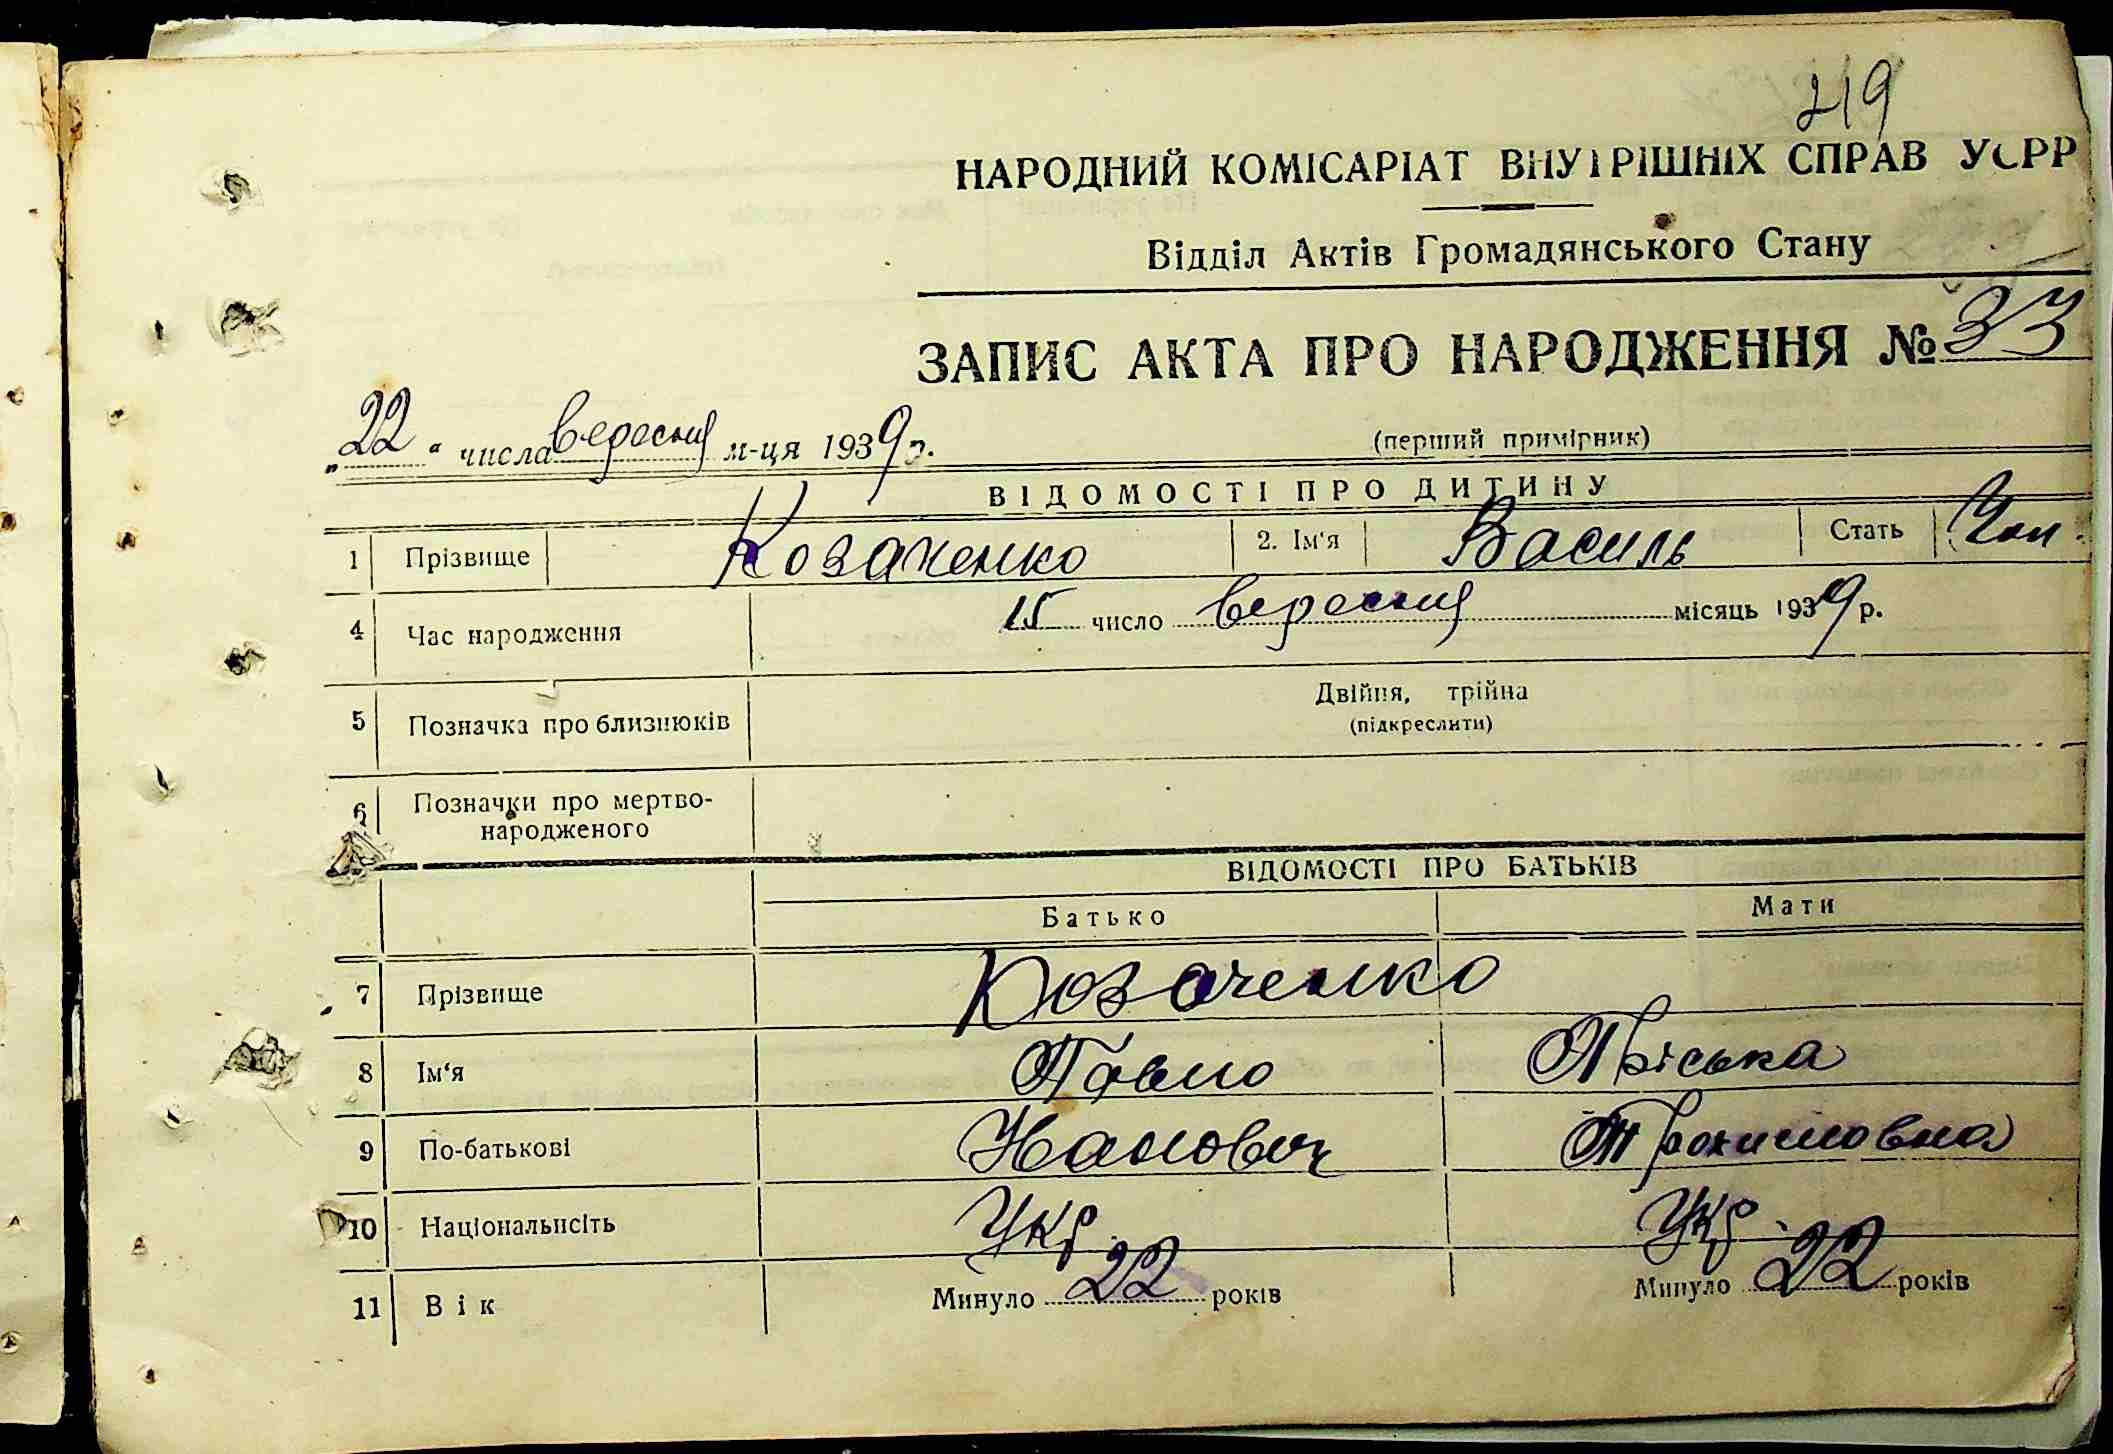 219
НАРОДНИЙ КОМІСАРІАТ ВНУТРІШНІХ СПРАВ УСРР
Відділ Актів Громадянського Стану
ЗАПИС АКТА ПРО НАРОДЖЕННЯ № 33
„22“ числа вересня м-ця 1939 р.
(перший примірник)
ВІДОМОСТІ ПРО ДИТИНУ
1 Прізвище Козаченко 2. Ім'я Василь Стать Чол.
4 Час народження 15 число вересня місяць 1939 р.
5 Позначка про близнюків Двійня, трійна
(підкреслити)
6 Позначки про мертво-
народженого
ВІДОМОСТІ ПРО БАТЬКІВ
Батько Мати
7 Прізвище Козаченко
8 Ім'я Павло Пріська
9 По-батькові Трохимовна
10 Національність Укр. Укр.
11 Вік Минуло 22 років Минуло 22 років